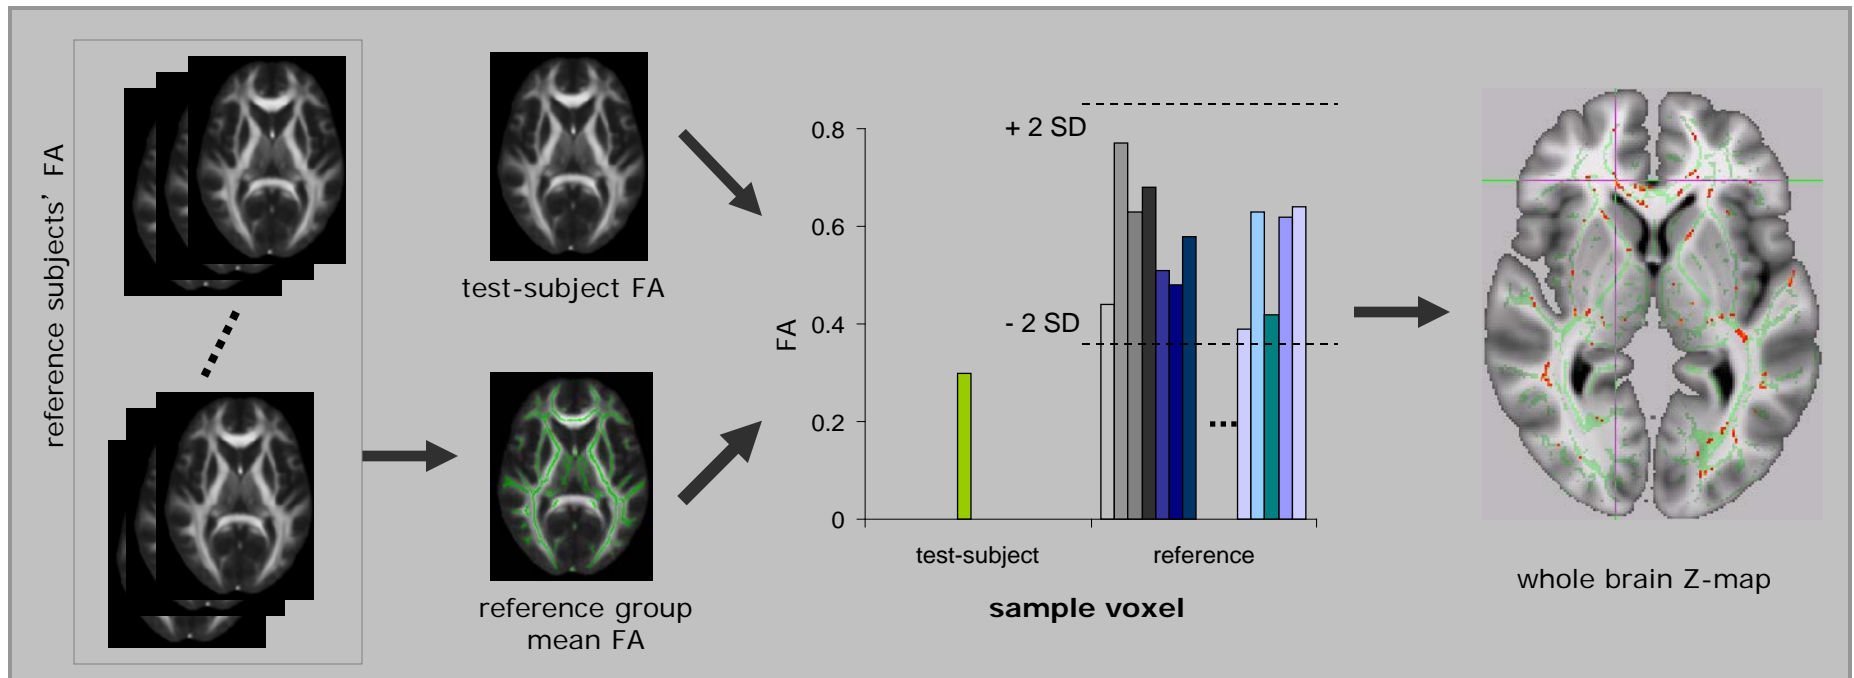 reference subjects' FA
test-subject FA
reference group
mean FA
FA
0.8
0.6
0.4
0.2
0
+ 2 SD
- 2 SD
test-subject
reference
sample voxel
whole brain Z-map